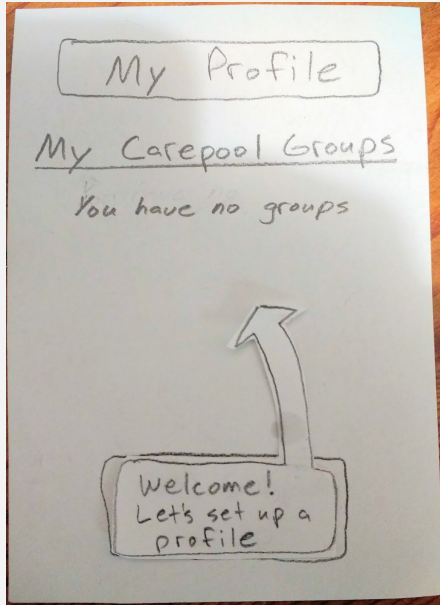 My Profile
My Carepool Groups
You have no groups
Welcome!
Let's set up a
profile